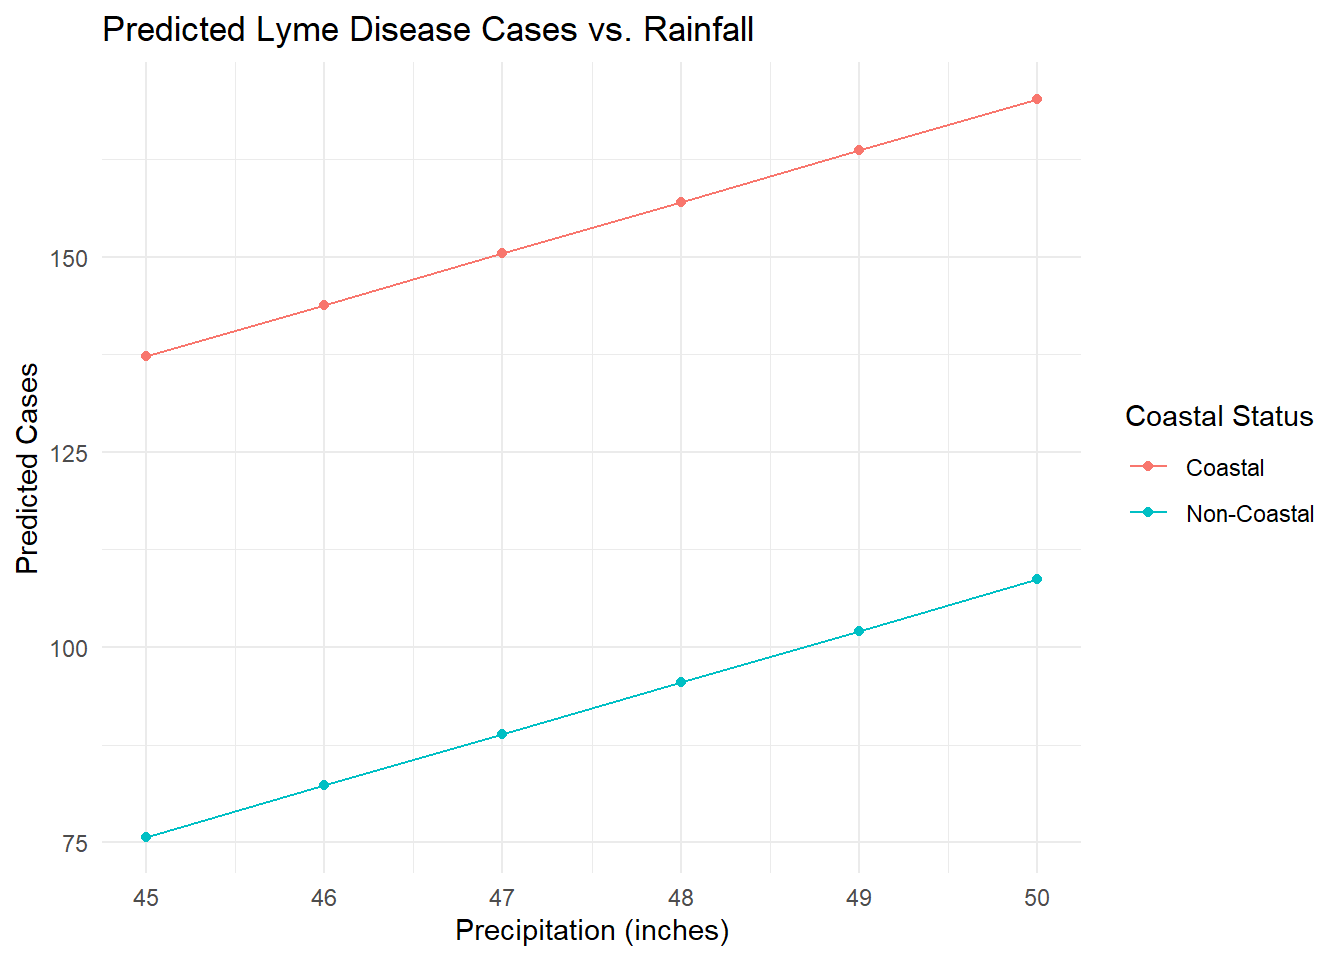 Predicted Lyme Disease Cases vs. Rainfall
Predicted Cases
150
125
100
75
45 46 47 48 49 50
Precipitation (inches)
Coastal Status
Coastal
Non-Coastal